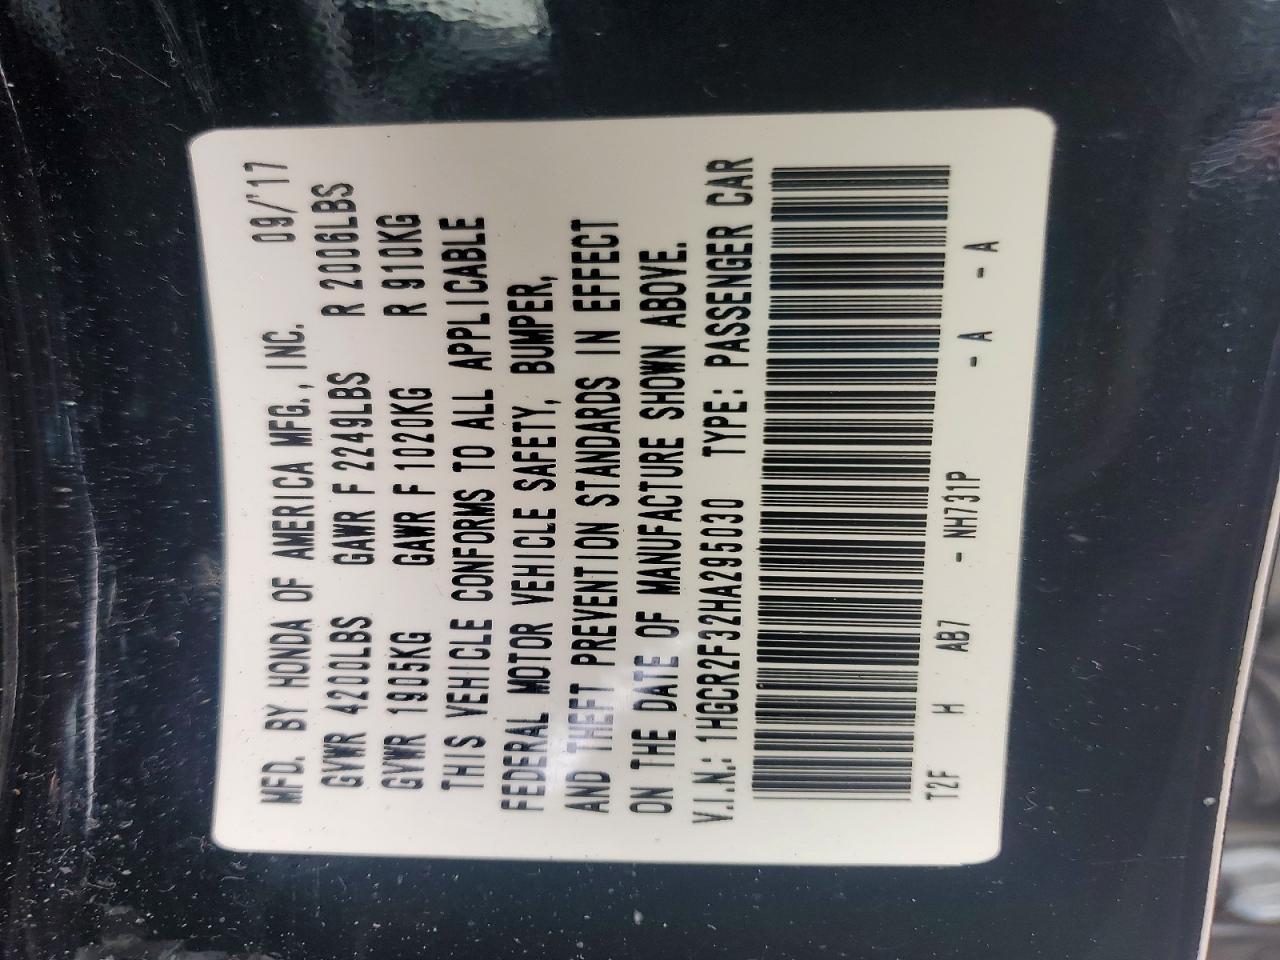 MFD. BY HONDA OF AMERICA MFG., INC. 09/'17
GVWR 4200LBS GAWR F 2249LBS R 2006LBS
GVWR 1905KG GAWR F 1020KG R 910KG
THIS VEHICLE CONFORMS TO ALL APPLICABLE
FEDERAL MOTOR VEHICLE SAFETY, BUMPER,
AND THEFT PREVENTION STANDARDS IN EFFECT
ON THE DATE OF MANUFACTURE SHOWN ABOVE.
V.I.N.: 1HGCR2F32HA295030 TYPE: PASSENGER CAR
T2F H AB7 - NH731P - A - A